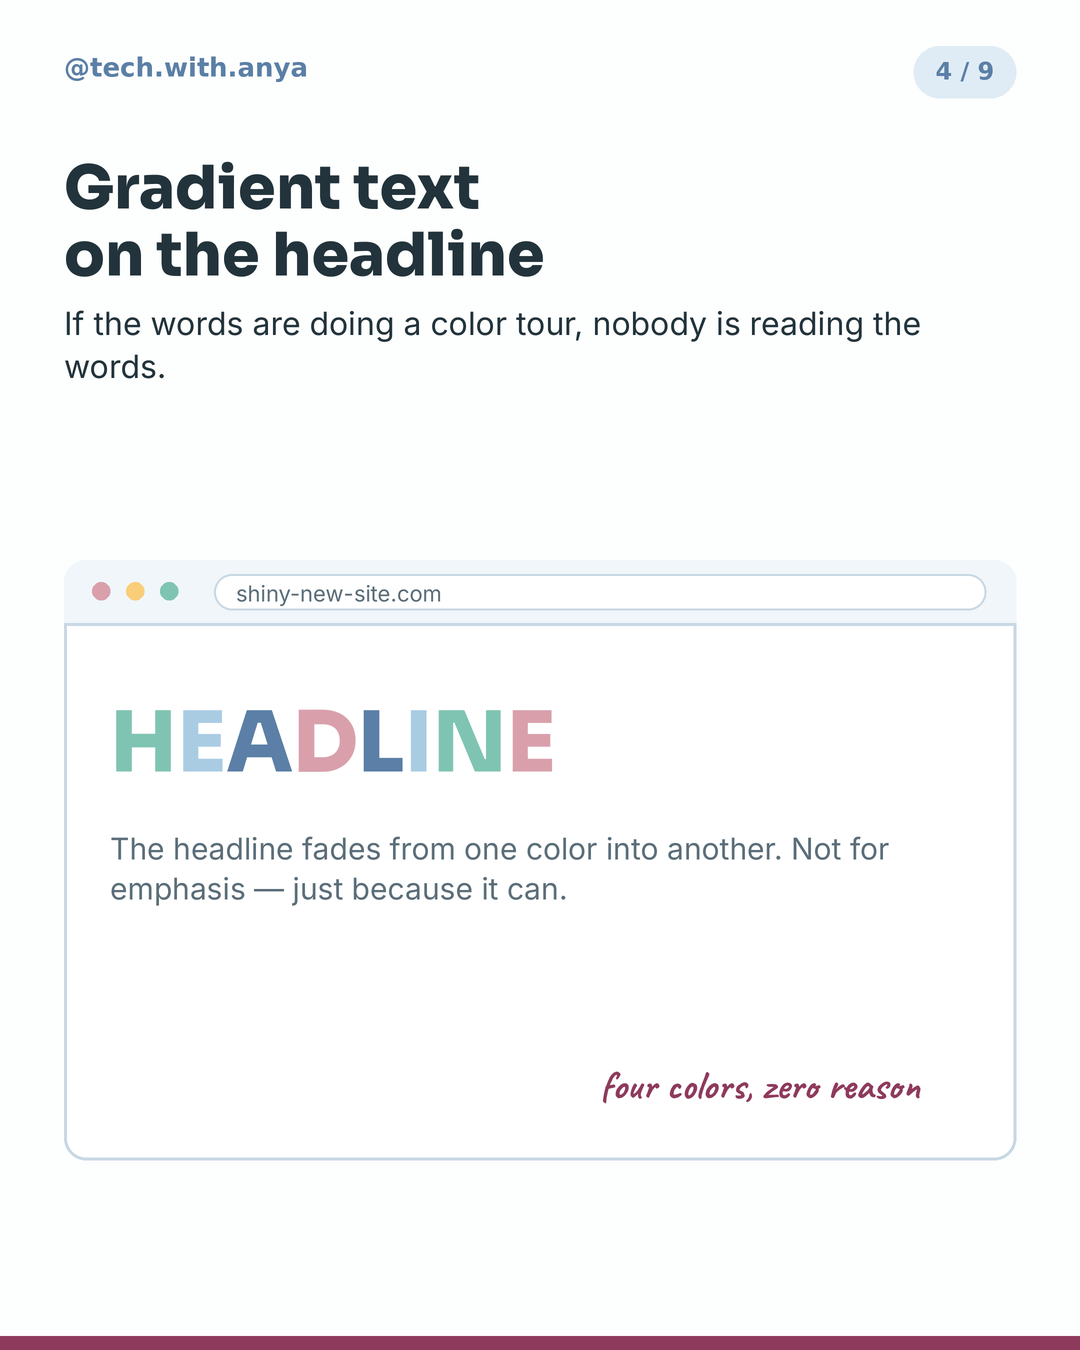 @tech.with.anya
4 / 9
Gradient text
on the headline
If the words are doing a color tour, nobody is reading the
words.
shiny-new-site.com
HEADLINE
The headline fades from one color into another. Not for
emphasis — just because it can.
four colors, zero reason